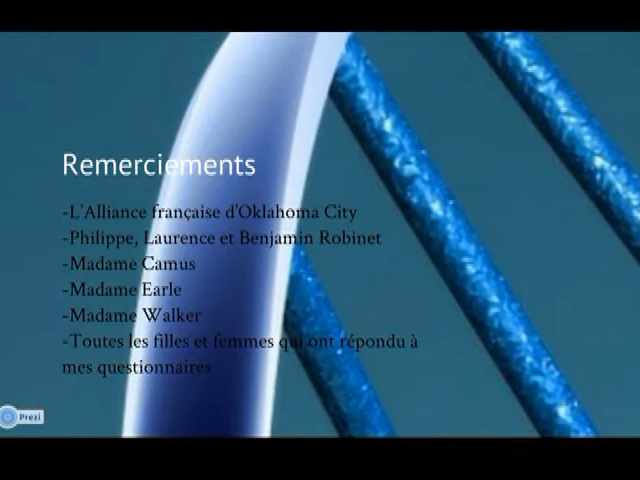 Remerciements
-L'Alliance française d'Oklahoma City
-Philippe, Laurence et Benjamin Robinet
-Madame Camus
-Madame Earle
-Madame Walker
-Toutes les filles et femmes qui ont répondu à
mes questionnaires
Prezi